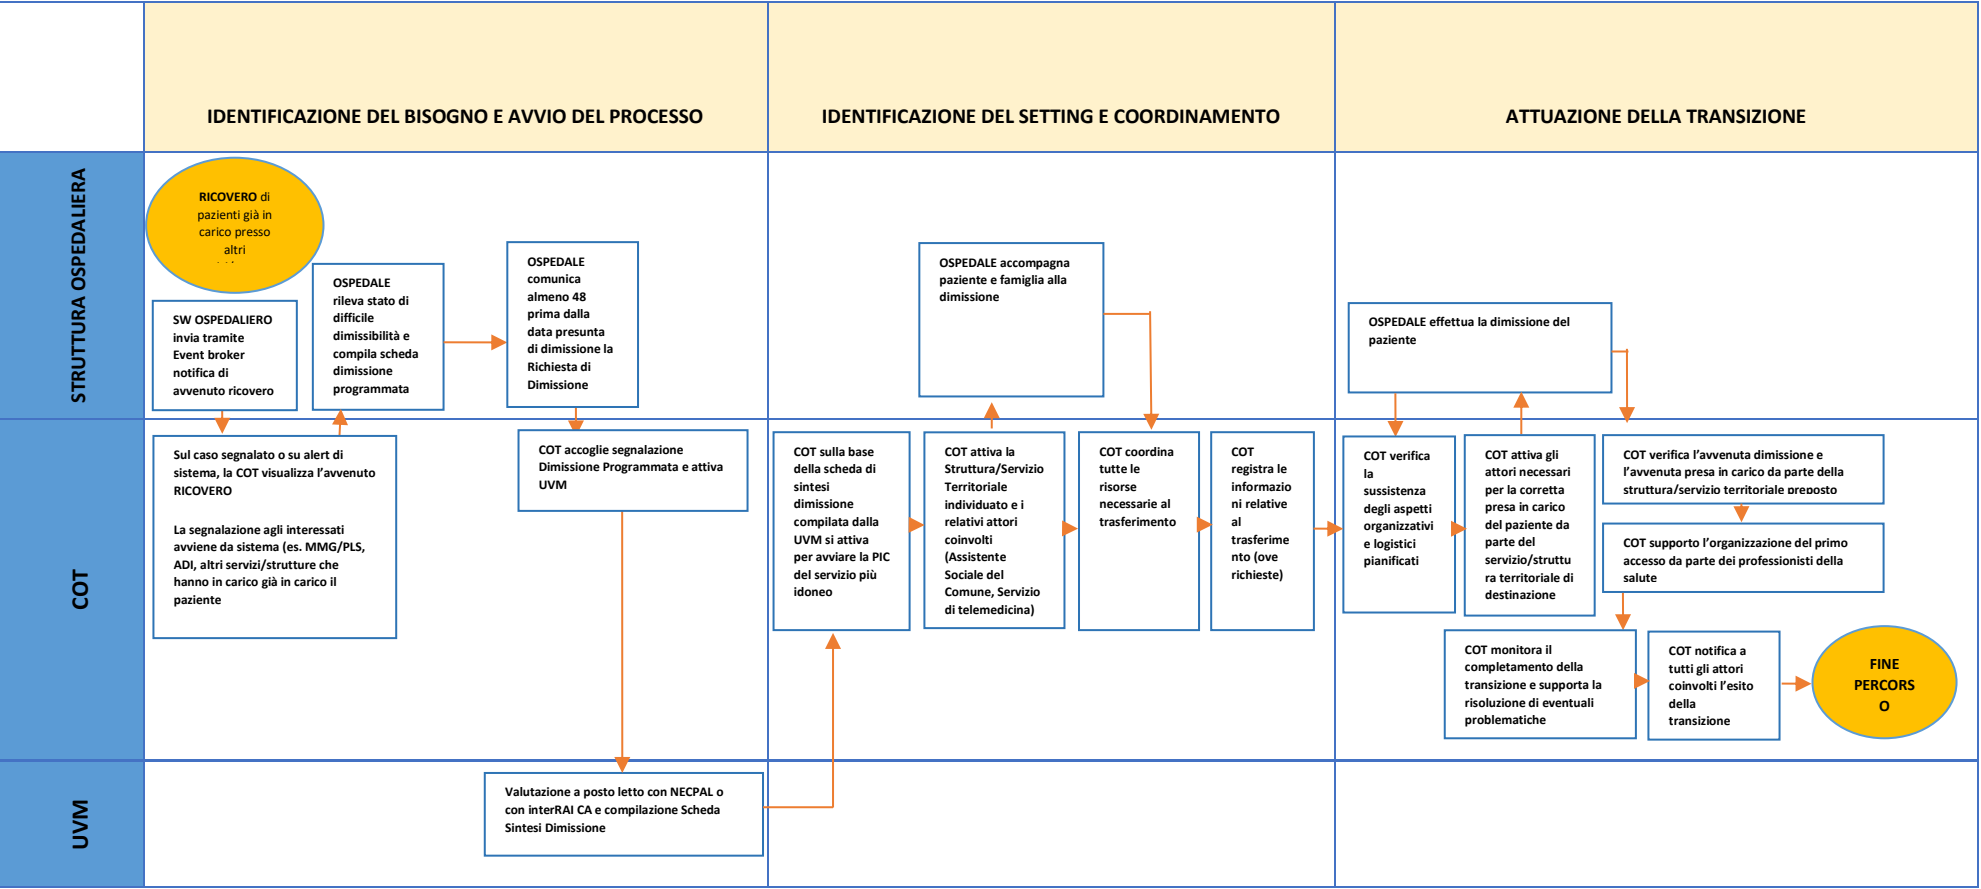 IDENTIFICAZIONE DEL BISOGNO E AVVIO DEL PROCESSO
IDENTIFICAZIONE DEL SETTING E COORDINAMENTO
ATTUAZIONE DELLA TRANSIZIONE
STRUTTURA OSPEDALIERA
RICOVERO di
pazienti già in
carico presso
altri
SW OSPEDALIERO
invia tramite
Event broker
notifica di
avvenuto ricovero
OSPEDALE
rileva stato di
difficile
dimissibilità e
compila scheda
dimissione
programmata
OSPEDALE
comunica
almeno 48
prima dalla
data presunta
di dimissione la
Richiesta di
Dimissione
OSPEDALE accompagna
paziente e famiglia alla
dimissione
OSPEDALE effettua la dimissione del
paziente
COT
Sul caso segnalato o su alert di
sistema, la COT visualizza l'avvenuto
RICOVERO
La segnalazione agli interessati
avviene da sistema (es. MMG/PLS,
ADI, altri servizi/strutture che
hanno in carico già in carico il
paziente
COT accoglie segnalazione
Dimissione Programmata e attiva
UVM
COT sulla base
della scheda di
sintesi
dimissione
compilata dalla
UVM si attiva
per avviare la PIC
del servizio più
idoneo
COT attiva la
Struttura/Servizio
Territoriale
individuato e i
relativi attori
coinvolti
(Assistente
Sociale del
Comune, Servizio
di telemedicina)
COT coordina
tutte le
risorse
necessarie al
trasferimento
COT
registra le
informazio
ni relative
al
trasferime
nto (ove
richieste)
COT verifica
la
sussistenza
degli aspetti
organizzativi
e logistici
pianificati
COT attiva gli
attori necessari
per la corretta
presa in carico
del paziente da
parte del
servizio/struttu
ra territoriale di
destinazione
COT verifica l'avvenuta dimissione e
l'avvenuta presa in carico da parte della
struttura/servizio territoriale preposto
COT supporto l'organizzazione del primo
accesso da parte dei professionisti della
salute
COT monitora il
completamento della
transizione e supporta la
risoluzione di eventuali
problematiche
COT notifica a
tutti gli attori
coinvolti l'esito
della
transizione
FINE
PERCORS
O
UVM
Valutazione a posto letto con NECPAL o
con interRAI CA e compilazione Scheda
Sintesi Dimissione